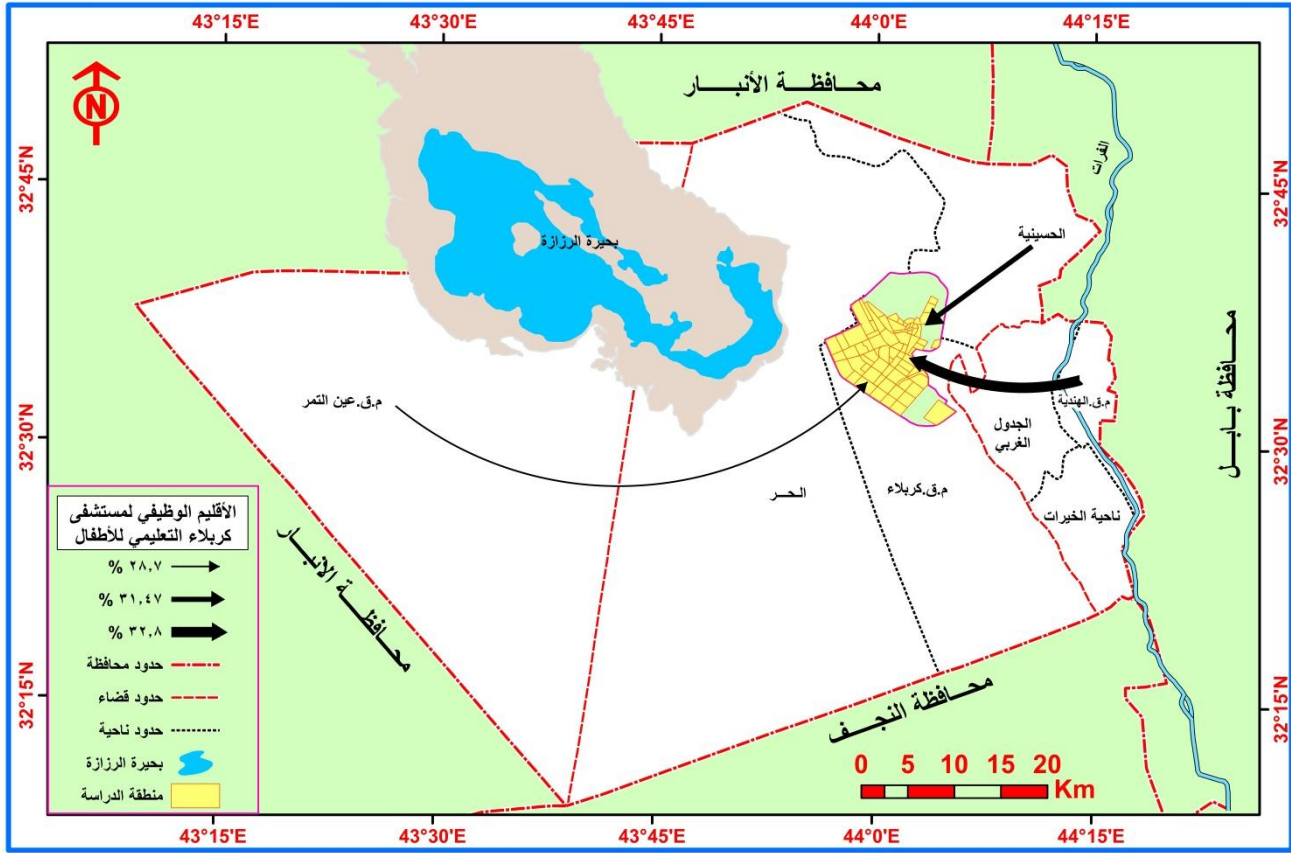 43°15'E
43°30'E
43°45'E
44°0'E
44°15'E
N
محافظة الأنبار
الفرات
32°45'N
32°45'N
الحسينية
بحيرة الرزازة
محافظة بابل
م.ق.عين التمر
م.ق.الهندية
الجدول
الغربي
32°30'N
32°30'N
الحر
م.ق.كربلاء
ناحية الخيرات
محافظة الأنبار
محافظة النجف
الأقليم الوظيفي لمستشفى
كربلاء التعليمي للأطفال
٢٨,٧ %
٣١,٤٧ %
٣٢,٨ %
حدود محافظة
حدود قضاء
حدود ناحية
بحيرة الرزازة
منطقة الدراسة
32°15'N
32°15'N
0 5 10 15 20
Km
43°15'E
43°30'E
43°45'E
44°0'E
44°15'E